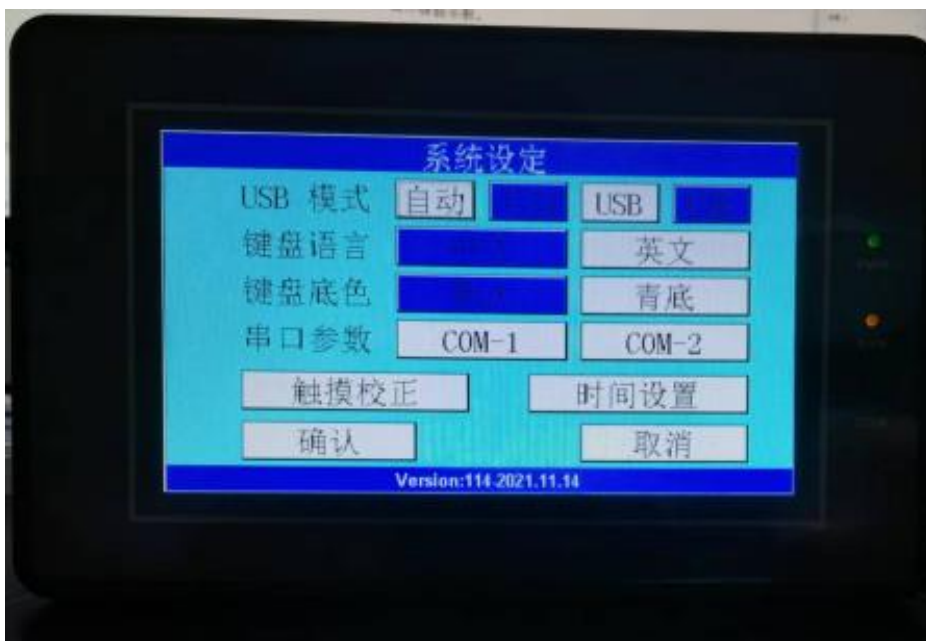 系统设定
USB 模式 自动 USB
键盘语言 英文
键盘底色 青底
串口参数 COM-1 COM-2
触摸校正 时间设置
确认 取消
Version:114-2021.11.14